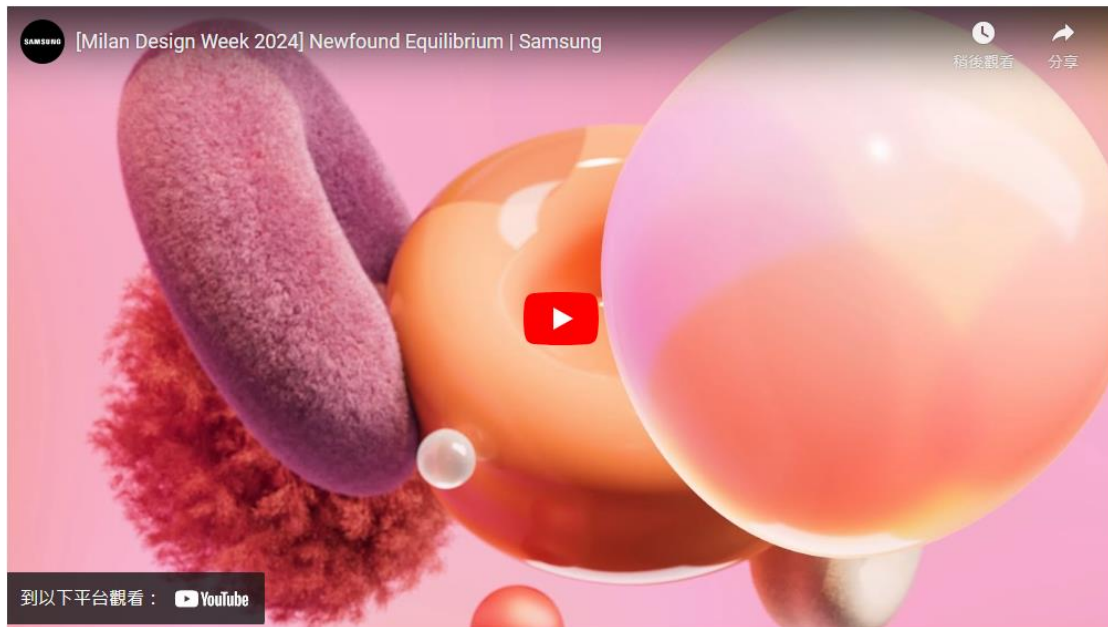 SAMSUNG
[Milan Design Week 2024] Newfound Equilibrium | Samsung
稍後觀看
分享
到以下平台觀看：
YouTube